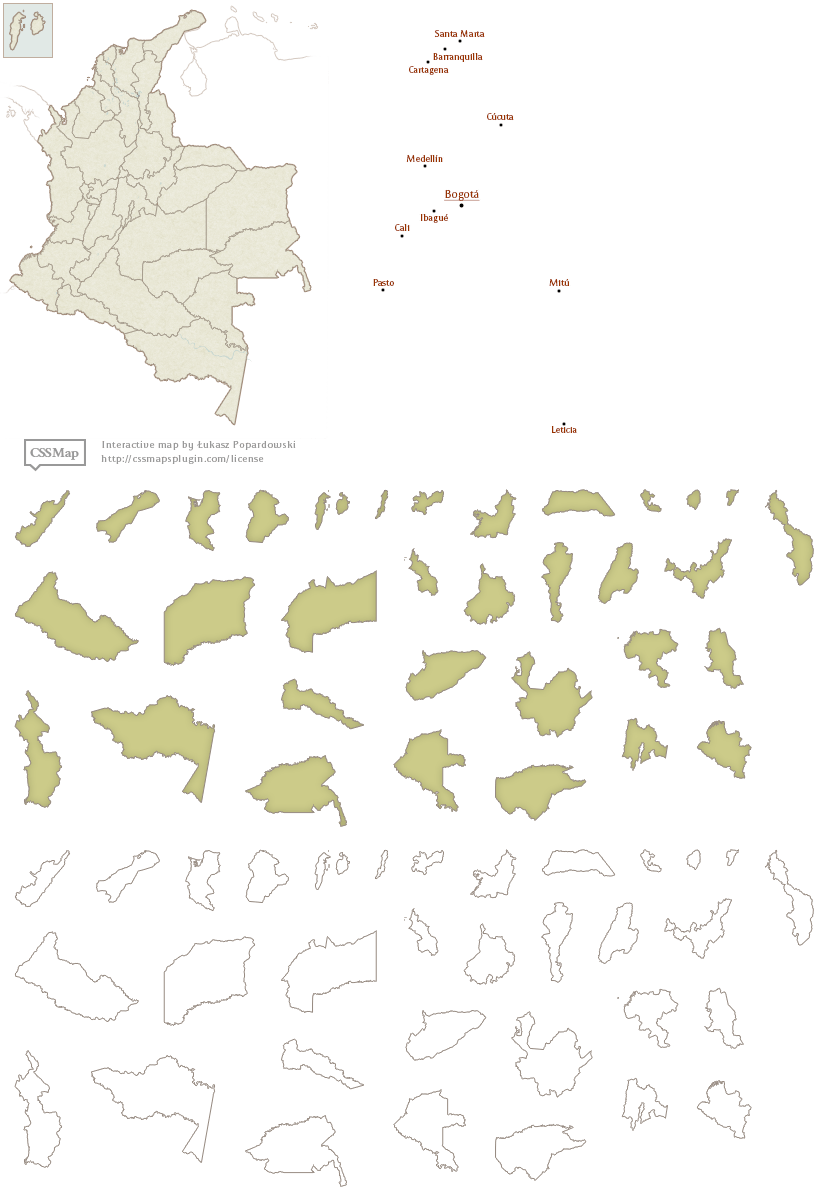 Santa Marta
Barranquilla
Cartagena
Cúcuta
Medellín
Bogotá
Ibagué
Cali
Pasto
Mitú
Leticia
CSSMap
Interactive map by Łukasz Popardowski
http://cssmapsplugin.com/license